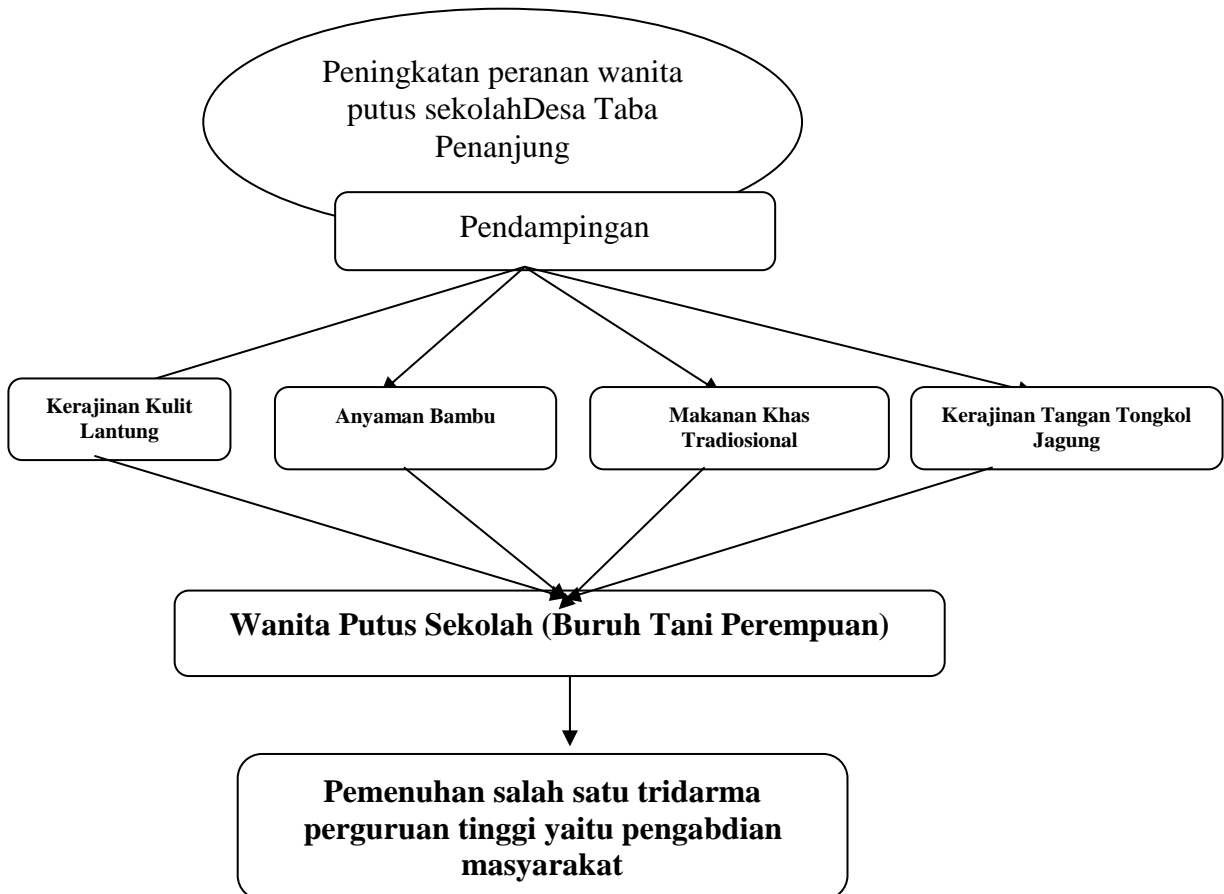 Peningkatan peranan wanita
putus sekolahDesa Taba
Penanjung
Pendampingan
Kerajinan Kulit
Lantung
Anyaman Bambu
Makanan Khas
Tradiosional
Kerajinan Tangan Tongkol
Jagung
Wanita Putus Sekolah (Buruh Tani Perempuan)
Pemenuhan salah satu tridarma
perguruan tinggi yaitu pengabdian
masyarakat